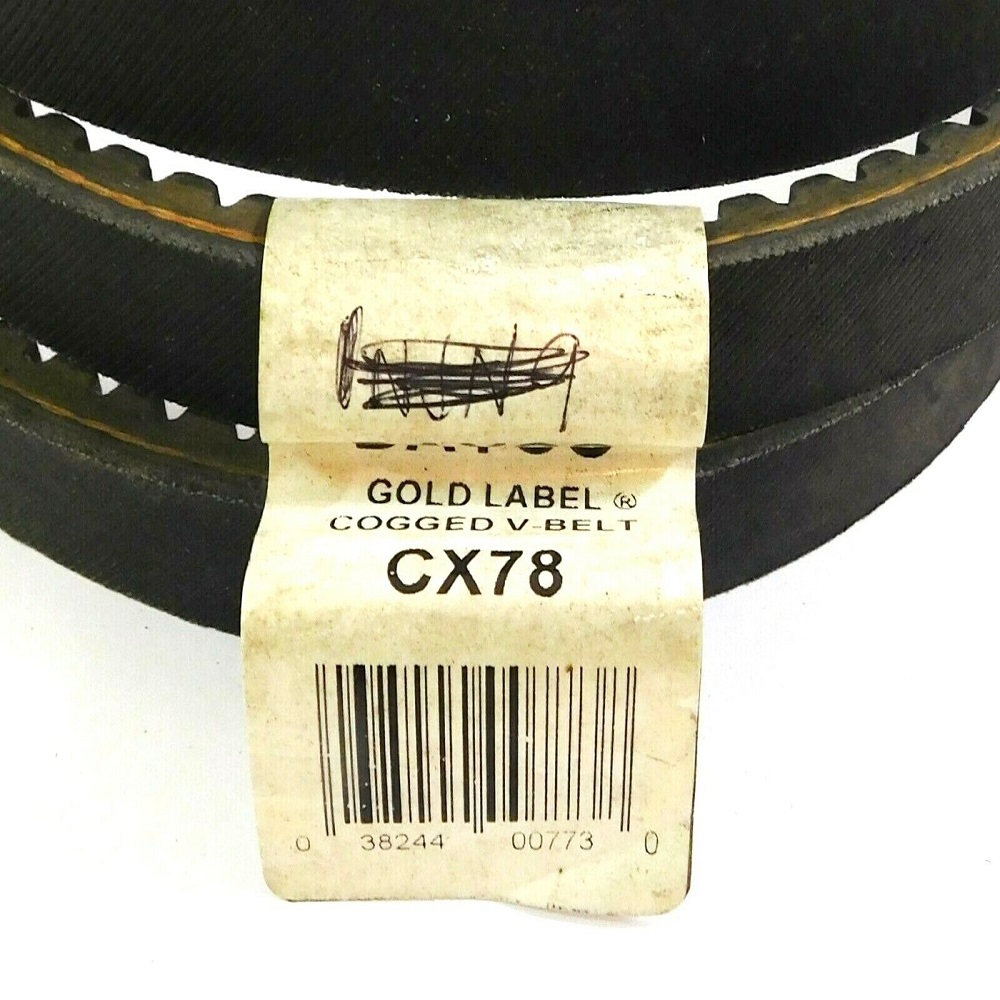 GOLD LABEL ®
COGGED V-BELT
CX78
0 38244 00773 0